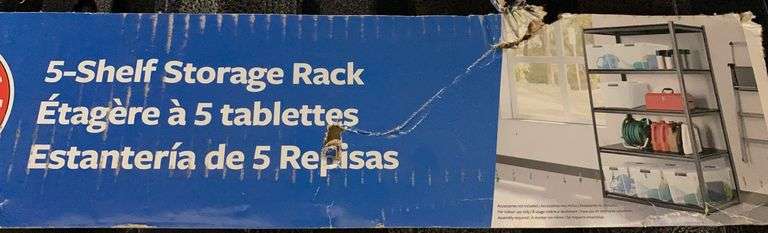 5-Shelf Storage Rack
Étagère à 5 tablettes
Estantería de 5 Repisas